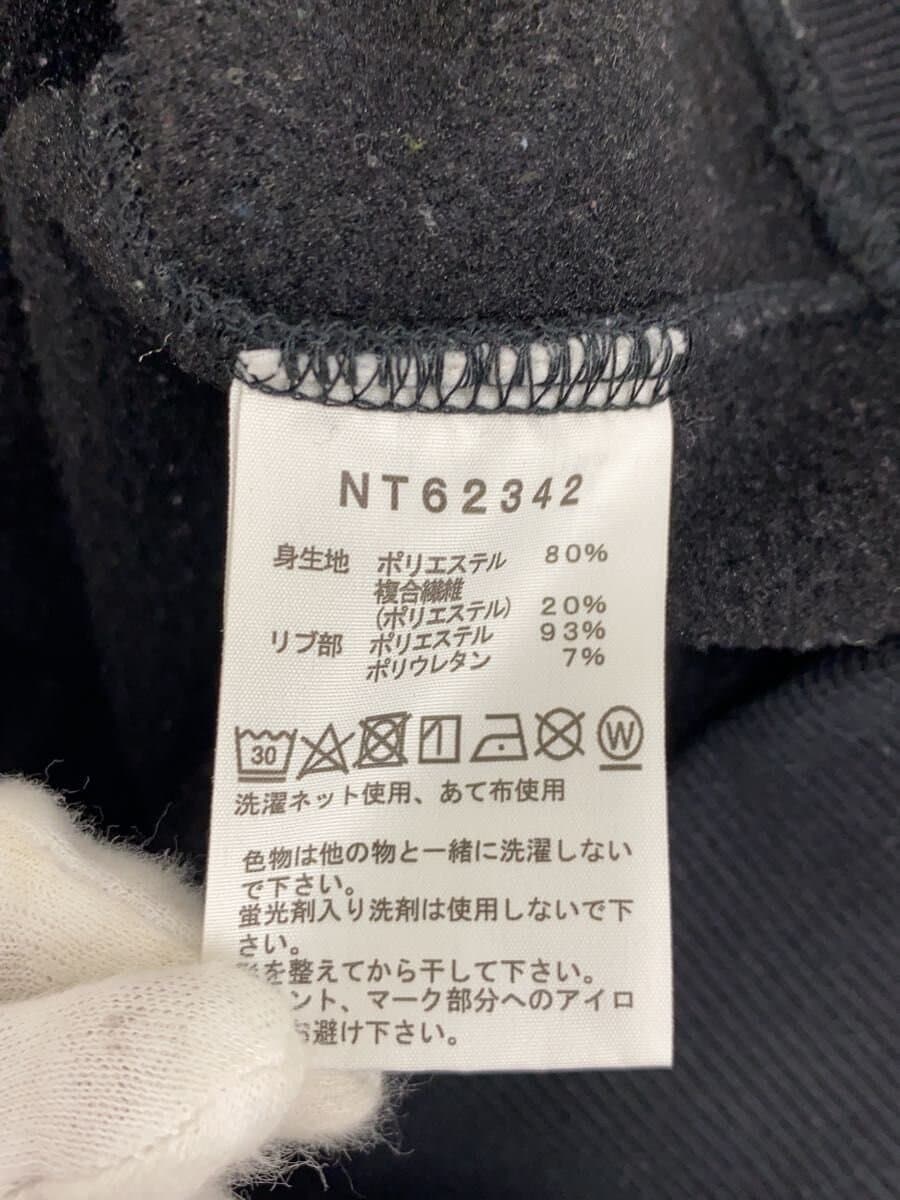 NT62342
身生地 ポリエステル 80%
複合繊維
(ポリエステル) 20%
リブ部 ポリエステル 93%
ポリウレタン 7%
30 W
洗濯ネット使用、あて布使用
色物は他の物と一緒に洗濯しない
で下さい。
蛍光剤入り洗剤は使用しないで下
さい。
を整えてから干して下さい。
ント、マーク部分へのアイロ
お避け下さい。